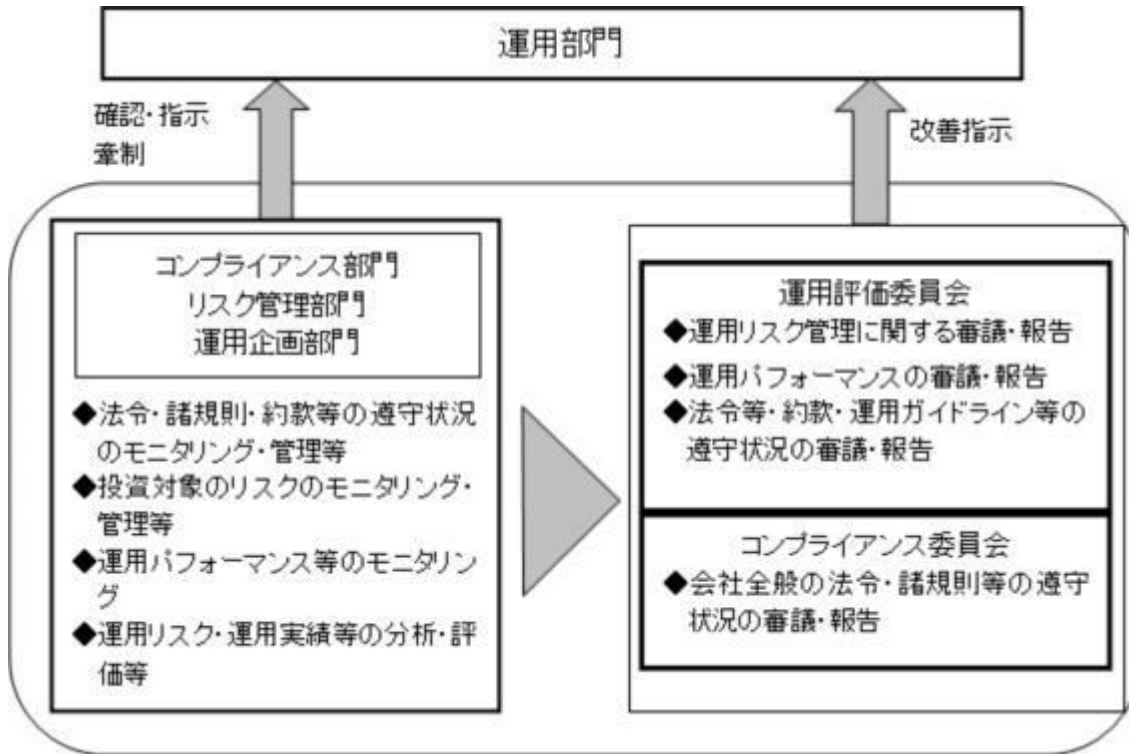 運用部門
確認・指示
牽制
改善指示
コンプライアンス部門
リスク管理部門
運用企画部門
◆法令・諸規則・約款等の遵守状況
のモニタリング・管理等
◆投資対象のリスクのモニタリング・
管理等
◆運用パフォーマンス等のモニタリン
グ
◆運用リスク・運用実績等の分析・評
価等
運用評価委員会
◆運用リスク管理に関する審議・報告
◆運用パフォーマンスの審議・報告
◆法令等・約款・運用ガイドライン等の
遵守状況の審議・報告
コンプライアンス委員会
◆会社全般の法令・諸規則等の遵守
状況の審議・報告